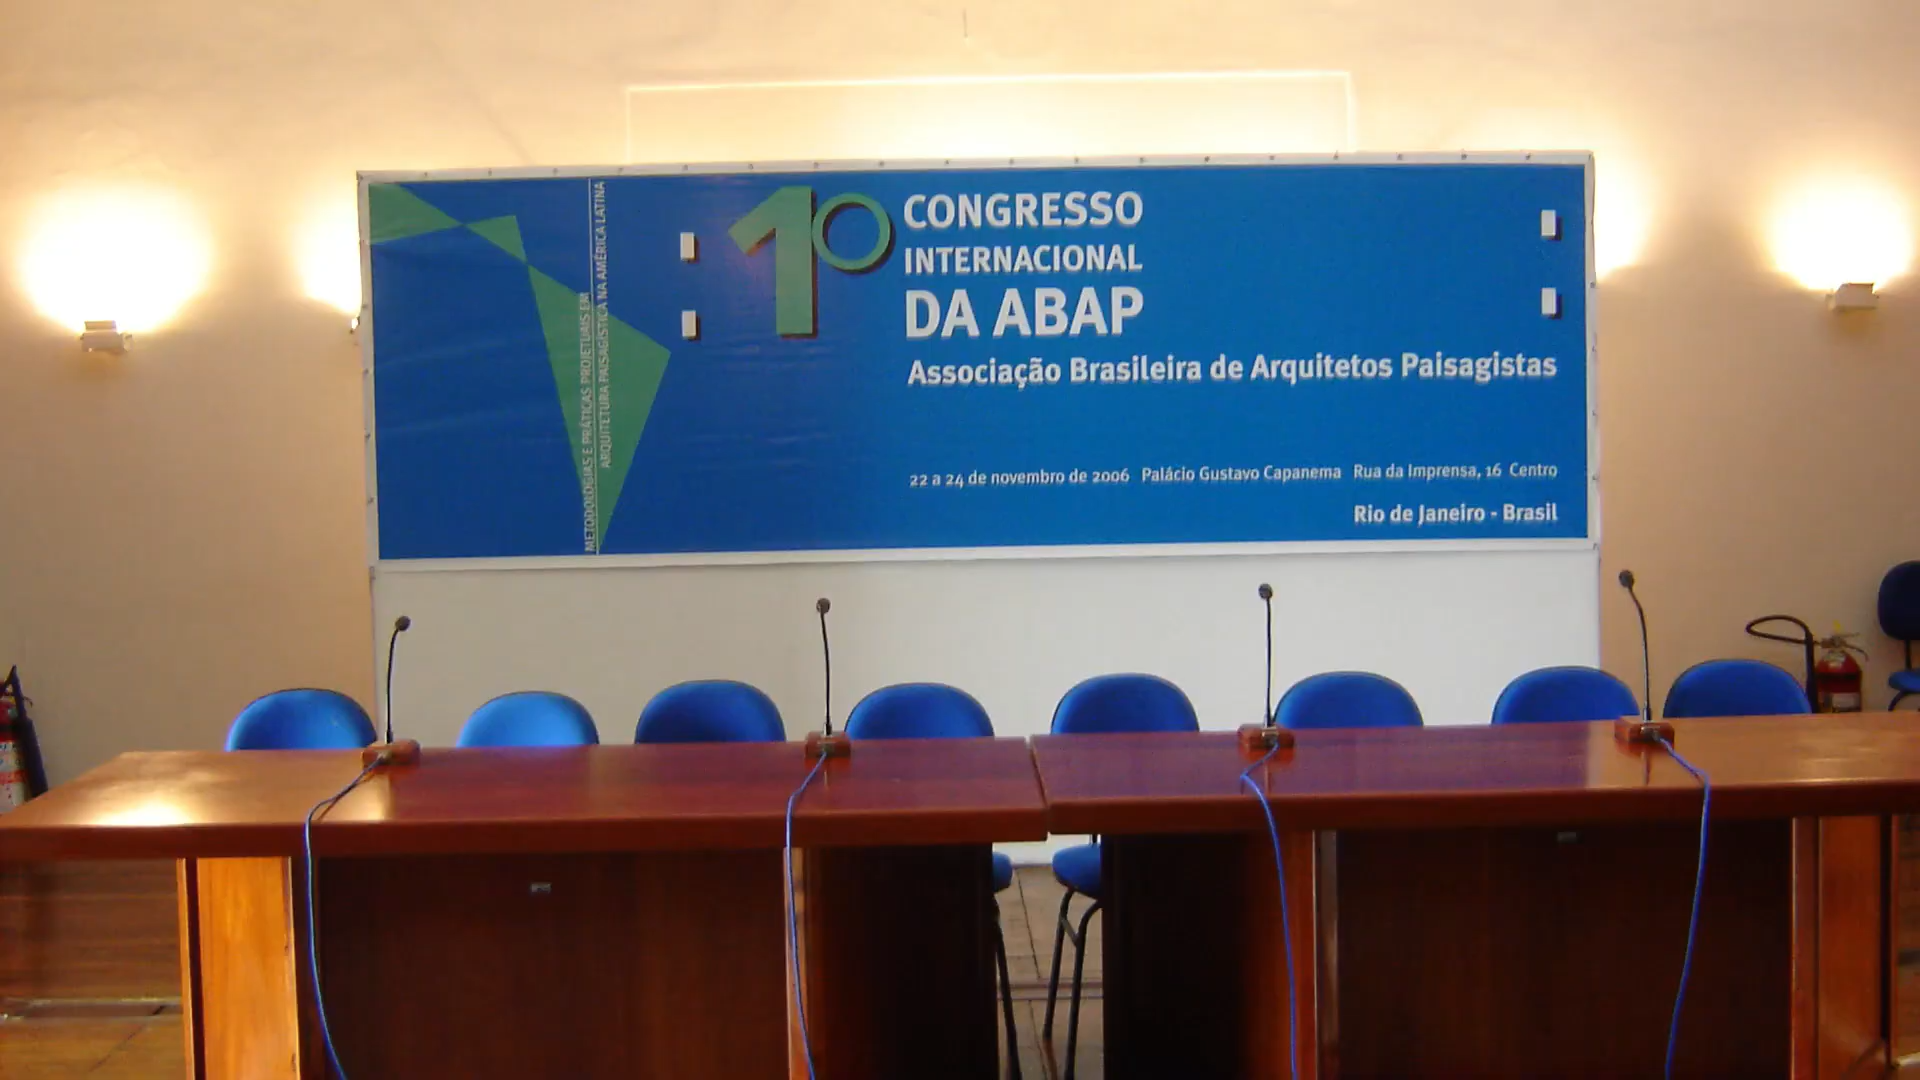 METODOLOGIAS E PRÁTICAS PROJETUAIS EM
ARQUITETURA PAISAGÍSTICA NA AMÉRICA LATINA
1º CONGRESSO
INTERNACIONAL
DA ABAP
Associação Brasileira de Arquitetos Paisagistas
22 a 24 de novembro de 2006 Palácio Gustavo Capanema Rua da Imprensa, 16 Centro
Rio de Janeiro - Brasil